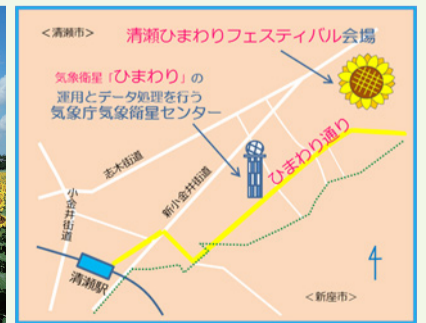 <清瀬市>
清瀬ひまわりフェスティバル会場
気象衛星「ひまわり」の
運用とデータ処理を行う
気象庁気象衛星センター
ひまわり通り
志木街道
新小金井街道
小金井街道
清瀬駅
<新座市>